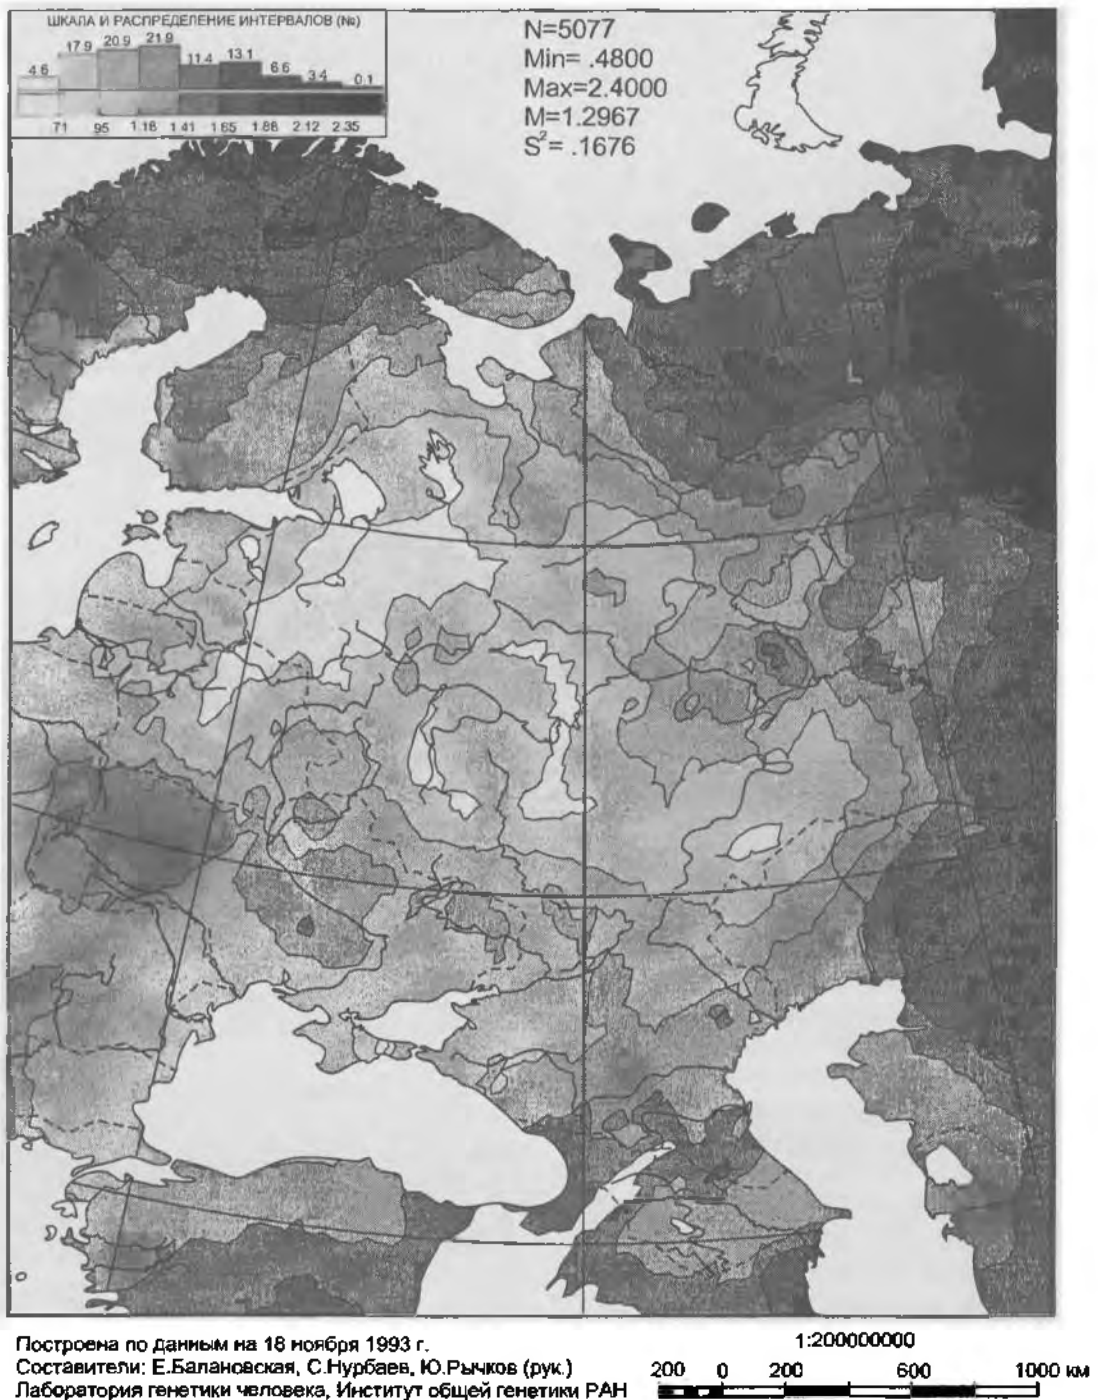 ШКАЛА И РАСПРЕДЕЛЕНИЕ ИНТЕРВАЛОВ (№)
4.6 17.9 20.9 21.9 11.4 13.1 6.6 3.4 0.1
71 95 1.18 1.41 1.65 1.88 2.12 2.35
N=5077
Min= .4800
Max=2.4000
M=1.2967
S²= .1676
Построена по данным на 18 ноября 1993 г.
Составители: Е.Балановская, С.Нурбаев, Ю.Рычков (рук.)
Лаборатория генетики человека, Институт общей генетики РАН
1:200000000
200 0 200 600 1000 км